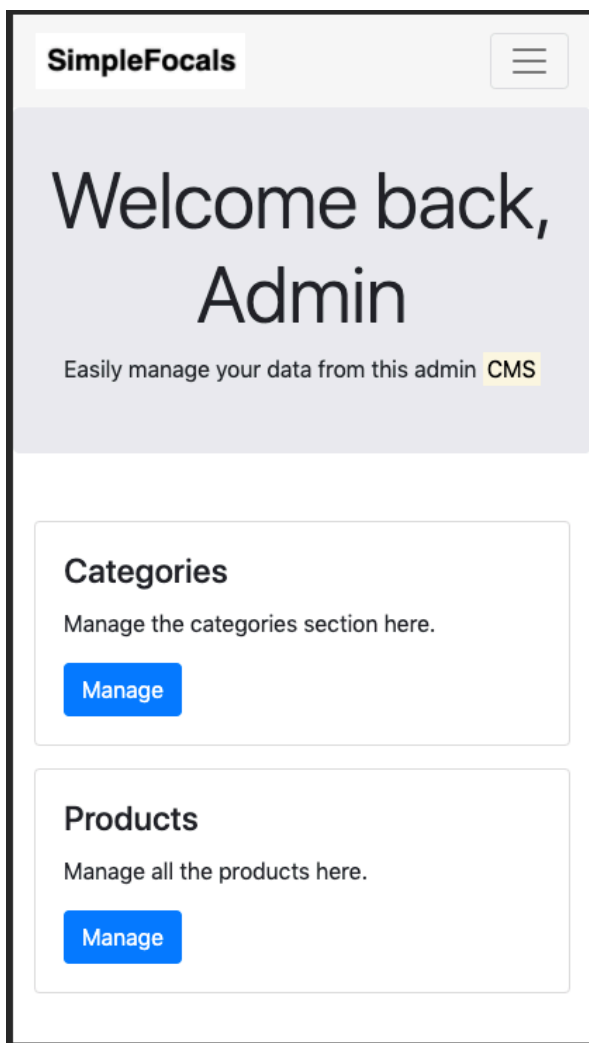 SimpleFocals
Welcome back,
Admin
Easily manage your data from this admin CMS
Categories
Manage the categories section here.
Manage
Products
Manage all the products here.
Manage